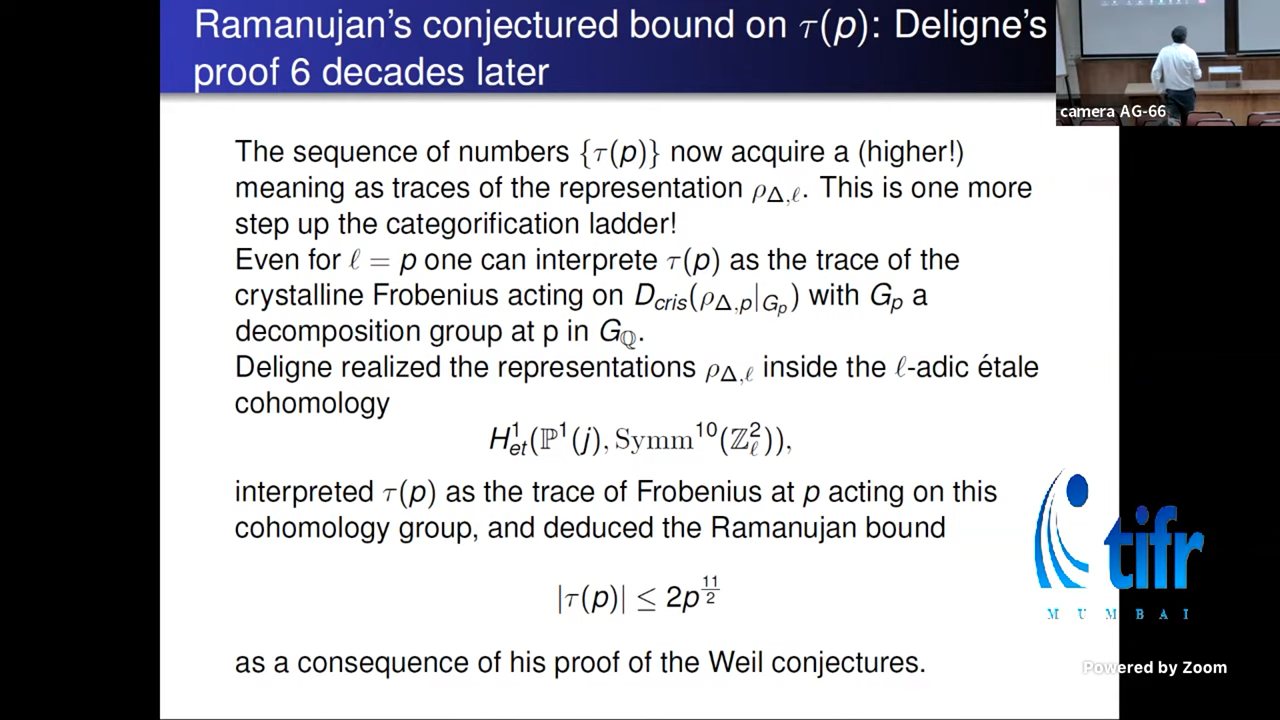 Ramanujan's conjectured bound on τ(p): Deligne's
proof 6 decades later
camera AG-66
The sequence of numbers {τ(p)} now acquire a (higher!)
meaning as traces of the representation ρ_{Δ,ℓ}. This is one more
step up the categorification ladder!
Even for ℓ = p one can interprete τ(p) as the trace of the
crystalline Frobenius acting on D_{cris}(ρ_{Δ,p}|_{G_p}) with G_p a
decomposition group at p in G_ℚ.
Deligne realized the representations ρ_{Δ,ℓ} inside the ℓ-adic étale
cohomology
H^1_{et}(ℙ^1(j), Symm^{10}(ℤ_ℓ^2)),
interpreted τ(p) as the trace of Frobenius at p acting on this
cohomology group, and deduced the Ramanujan bound
|τ(p)| ≤ 2p^{11/2}
as a consequence of his proof of the Weil conjectures.
tifr
MUMBAI
Powered by Zoom